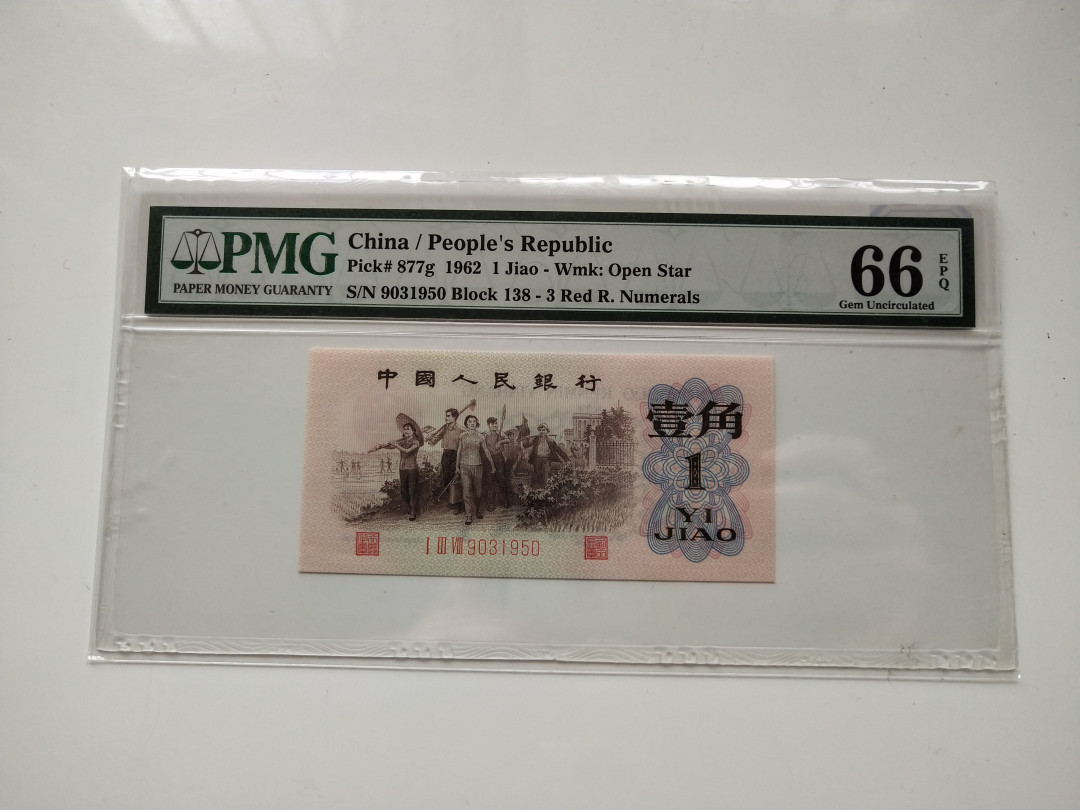 PMG
PAPER MONEY GUARANTY
China / People's Republic
Pick# 877g 1962 1 Jiao - Wmk: Open Star
S/N 9031950 Block 138 - 3 Red R. Numerals
66
EPQ
Gem Uncirculated
中國人民銀行
壹角
1
YI
JIAO
I III VIII 9031950